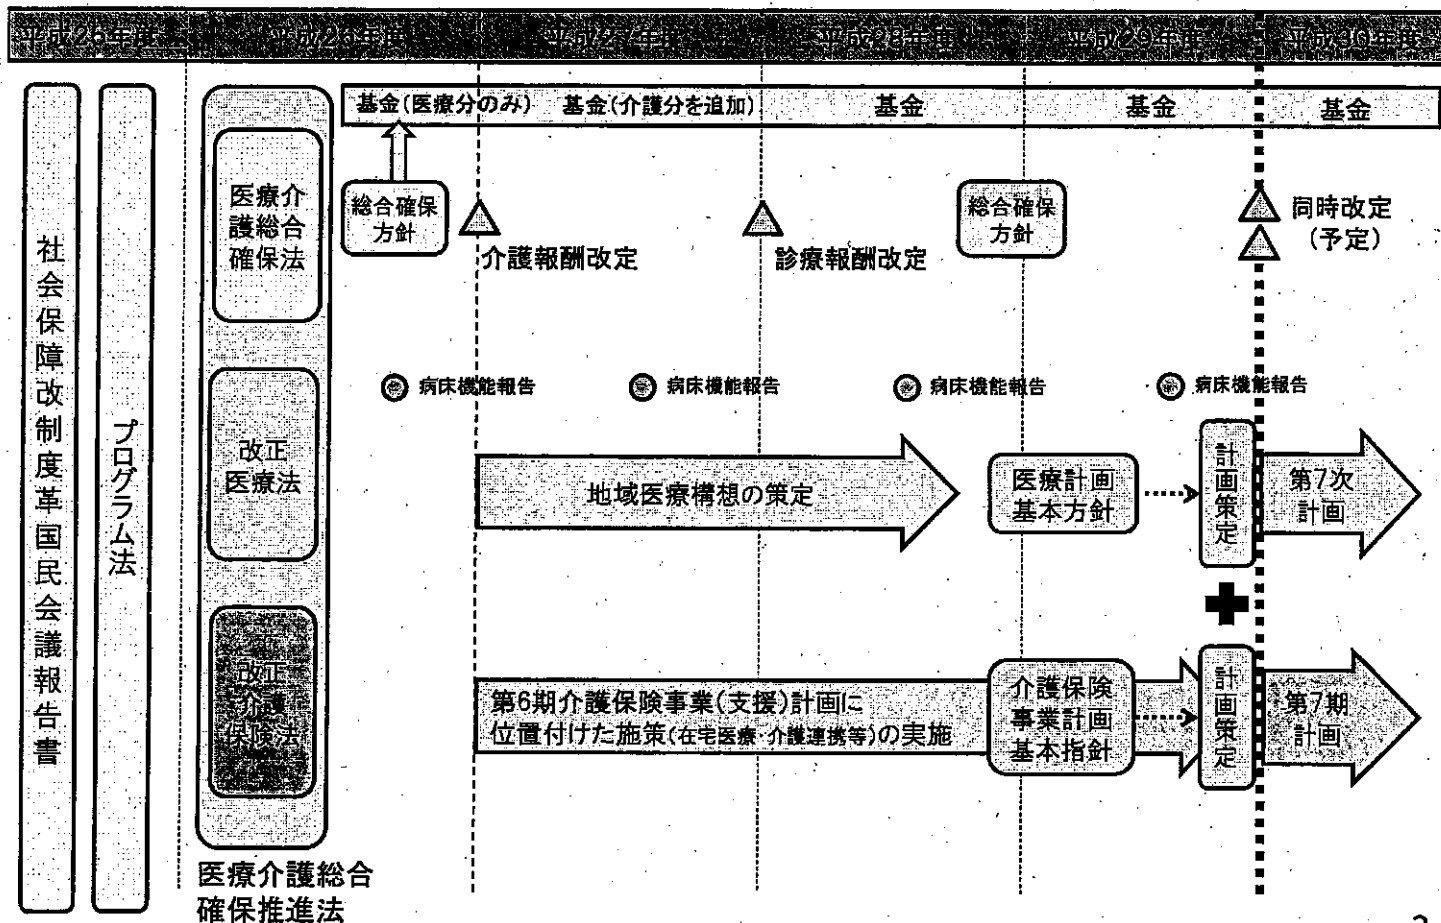 平成26年度
平成27年度
平成28年度
平成29年度
平成30年度
社会保障改制度革国民会議報告書
プログラム法
医療介
護総合
確保法
改正
医療法
改正
介護
保険法
医療介護総合
確保推進法
基金(医療分のみ)
基金(介護分を追加)
基金
基金
基金
総合確保
方針
介護報酬改定
診療報酬改定
総合確保
方針
同時改定
(予定)
病床機能報告
病床機能報告
病床機能報告
病床機能報告
地域医療構想の策定
医療計画
基本方針
計画策定
第7次
計画
第6期介護保険事業(支援)計画に
位置付けた施策(在宅医療・介護連携等)の実施
介護保険
事業計画
基本指針
計画策定
第7期
計画